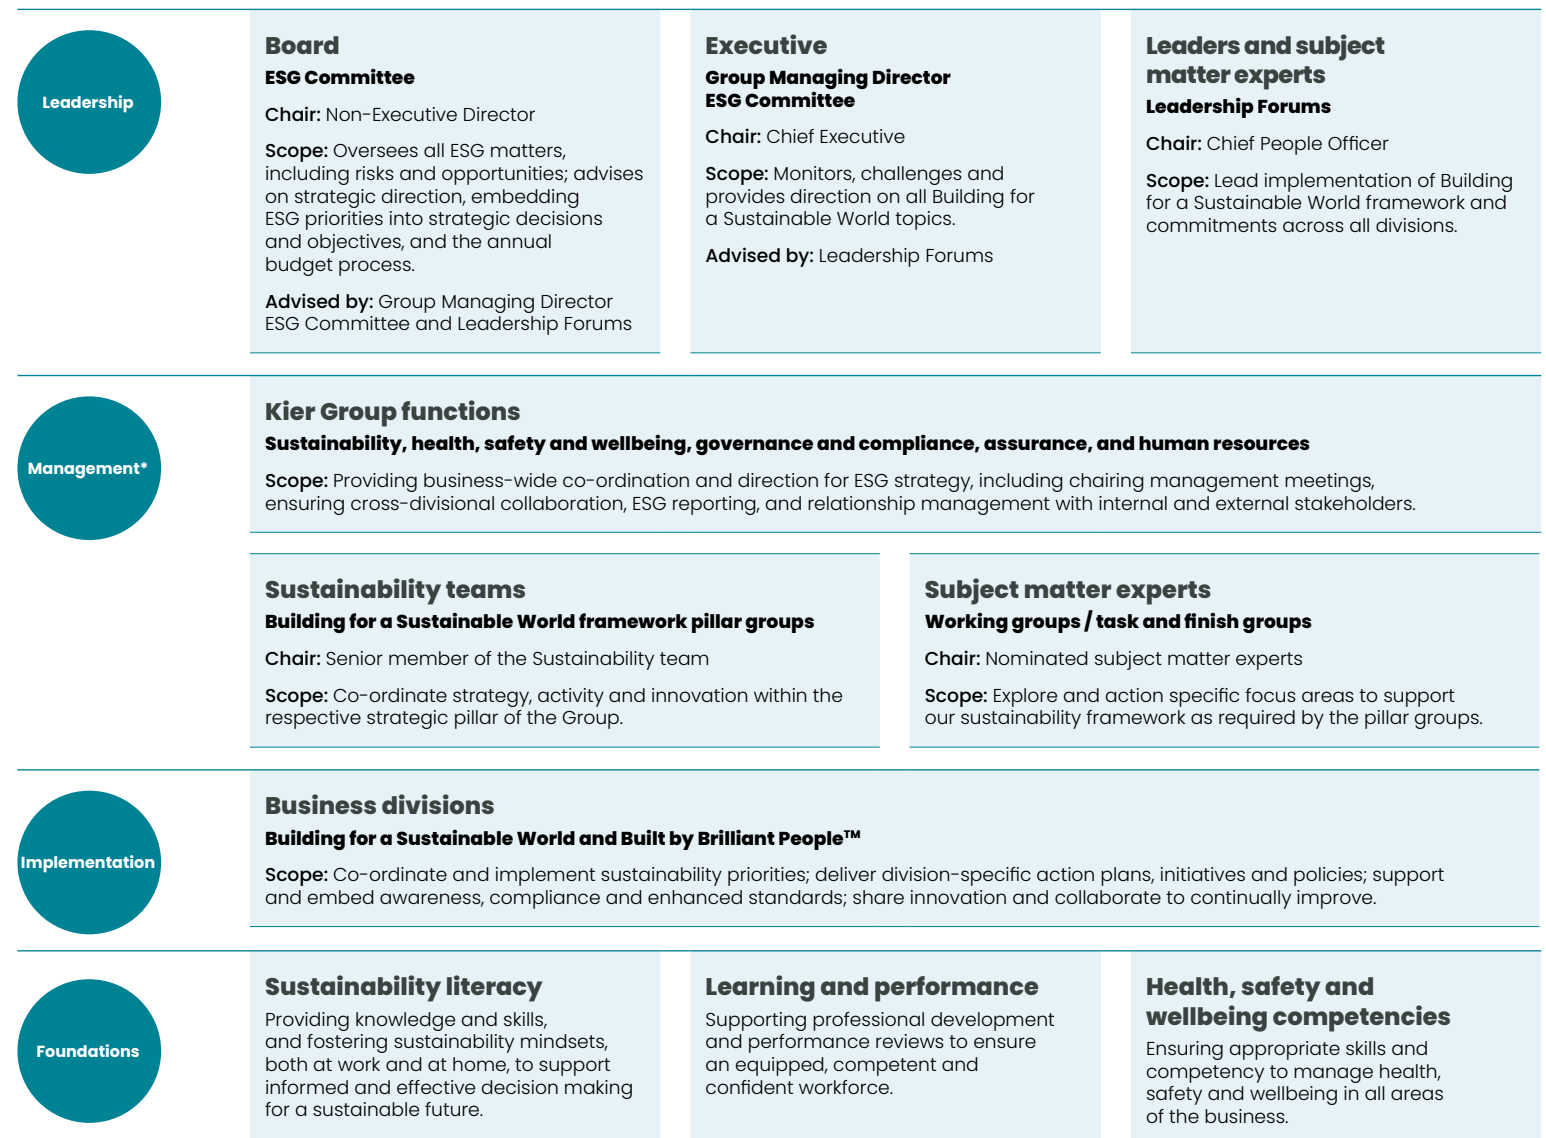 Leadership
Board
ESG Committee
Chair: Non-Executive Director
Scope: Oversees all ESG matters,
including risks and opportunities; advises
on strategic direction, embedding
ESG priorities into strategic decisions
and objectives, and the annual
budget process.
Advised by: Group Managing Director
ESG Committee and Leadership Forums
Executive
Group Managing Director
ESG Committee
Chair: Chief Executive
Scope: Monitors, challenges and
provides direction on all Building for
a Sustainable World topics.
Advised by: Leadership Forums
Leaders and subject
matter experts
Leadership Forums
Chair: Chief People Officer
Scope: Lead implementation of Building
for a Sustainable World framework and
commitments across all divisions.
Management*
Kier Group functions
Sustainability, health, safety and wellbeing, governance and compliance, assurance, and human resources
Scope: Providing business-wide co-ordination and direction for ESG strategy, including chairing management meetings,
ensuring cross-divisional collaboration, ESG reporting, and relationship management with internal and external stakeholders.
Sustainability teams
Building for a Sustainable World framework pillar groups
Chair: Senior member of the Sustainability team
Scope: Co-ordinate strategy, activity and innovation within the
respective strategic pillar of the Group.
Subject matter experts
Working groups / task and finish groups
Chair: Nominated subject matter experts
Scope: Explore and action specific focus areas to support
our sustainability framework as required by the pillar groups.
Implementation
Business divisions
Building for a Sustainable World and Built by Brilliant People™
Scope: Co-ordinate and implement sustainability priorities; deliver division-specific action plans, initiatives and policies; support
and embed awareness, compliance and enhanced standards; share innovation and collaborate to continually improve.
Foundations
Sustainability literacy
Providing knowledge and skills,
and fostering sustainability mindsets,
both at work and at home, to support
informed and effective decision making
for a sustainable future.
Learning and performance
Supporting professional development
and performance reviews to ensure
an equipped, competent and
confident workforce.
Health, safety and
wellbeing competencies
Ensuring appropriate skills and
competency to manage health,
safety and wellbeing in all areas
of the business.